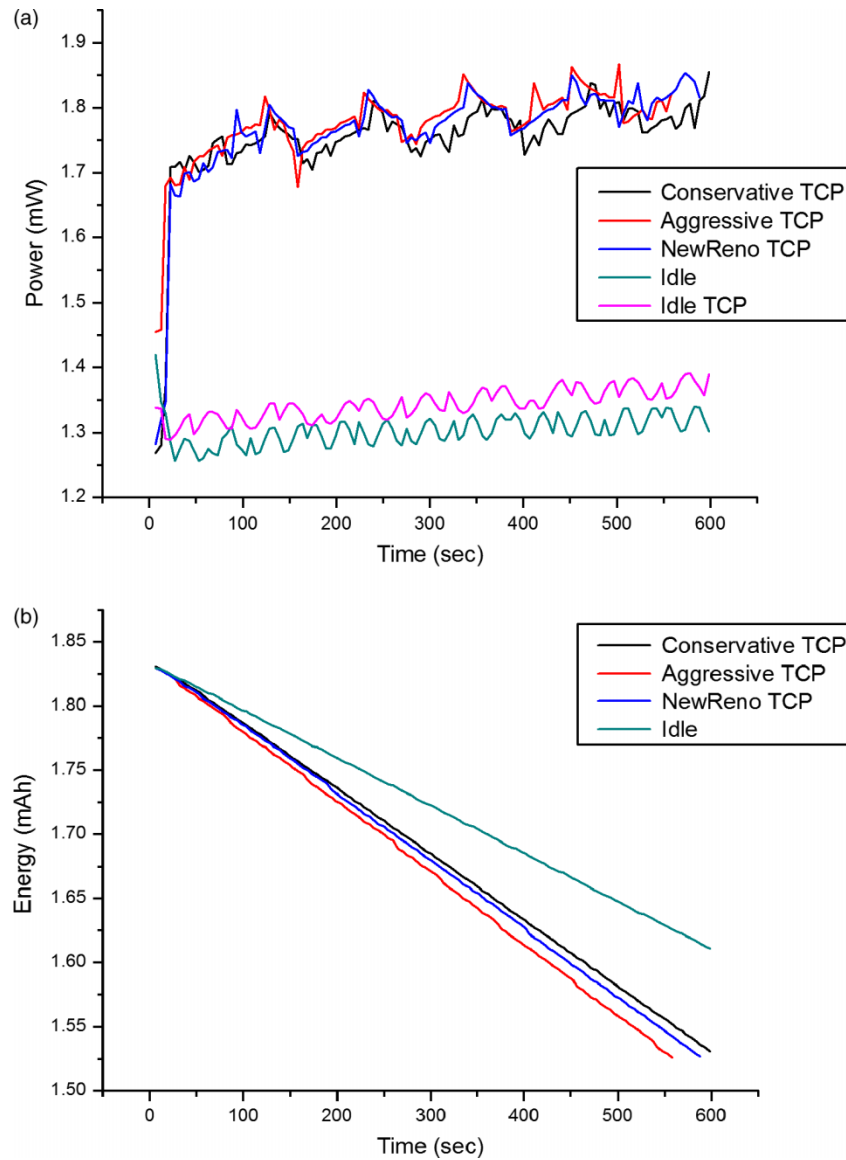 (a)
1.9
1.8
1.7
1.6
1.5
1.4
1.3
1.2
Power (mW)
Conservative TCP
Aggressive TCP
NewReno TCP
Idle
Idle TCP
0 100 200 300 400 500 600
Time (sec)
(b)
1.85
1.80
1.75
1.70
1.65
1.60
1.55
1.50
Energy (mAh)
Conservative TCP
Aggressive TCP
NewReno TCP
Idle
0 100 200 300 400 500 600
Time (sec)